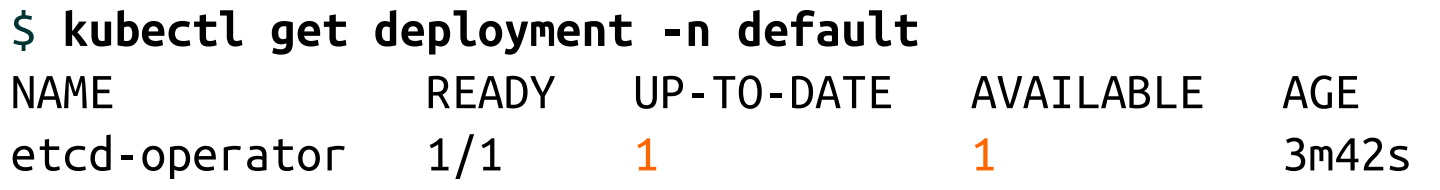 $ kubectl get deployment -n default
NAME READY UP-TO-DATE AVAILABLE AGE
etcd-operator 1/1 1 1 3m42s